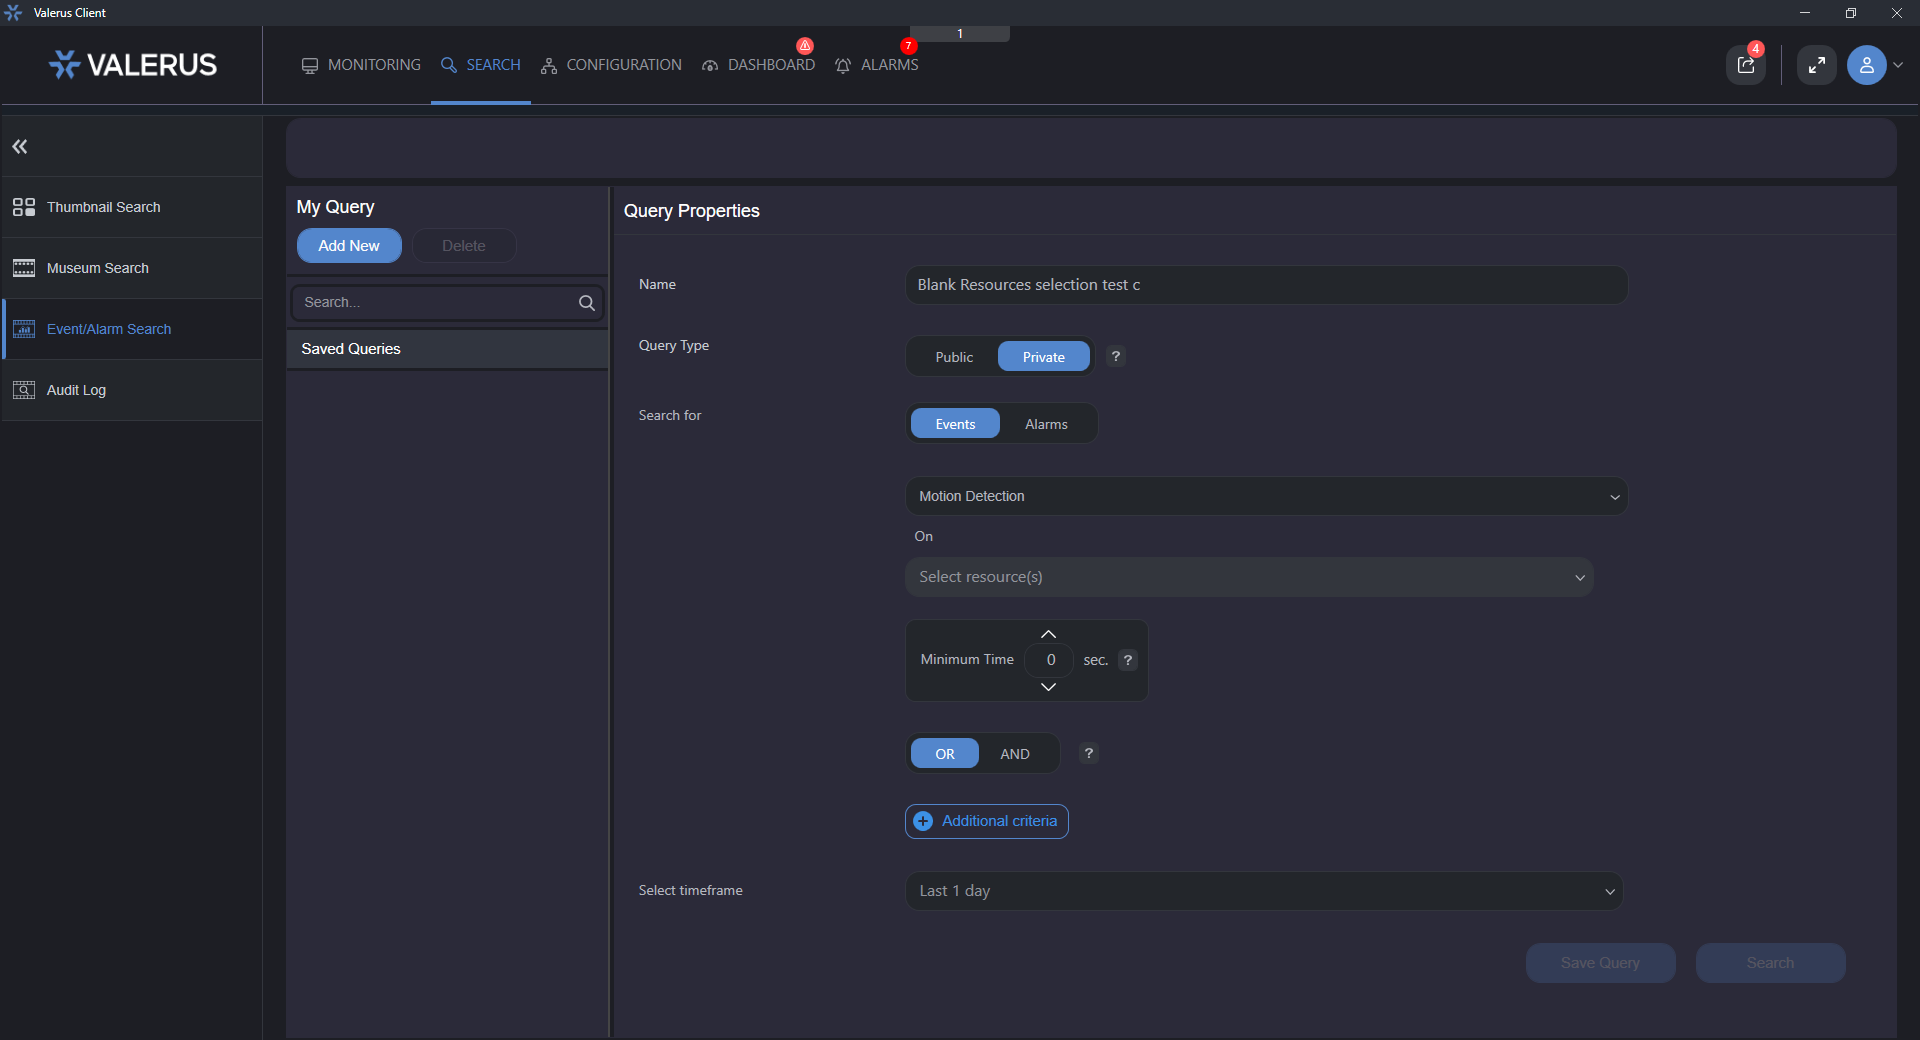 Valerus Client
1
VALERUS
MONITORING
SEARCH
CONFIGURATION
DASHBOARD
7
ALARMS
4
Thumbnail Search
Museum Search
Event/Alarm Search
Audit Log
My Query
Add New
Delete
Search...
Saved Queries
Query Properties
Name
Blank Resources selection test c
Query Type
Public
Private
?
Search for
Events
Alarms
Motion Detection
On
Select resource(s)
Minimum Time
0
sec.
?
OR
AND
?
Additional criteria
Select timeframe
Last 1 day
Save Query
Search